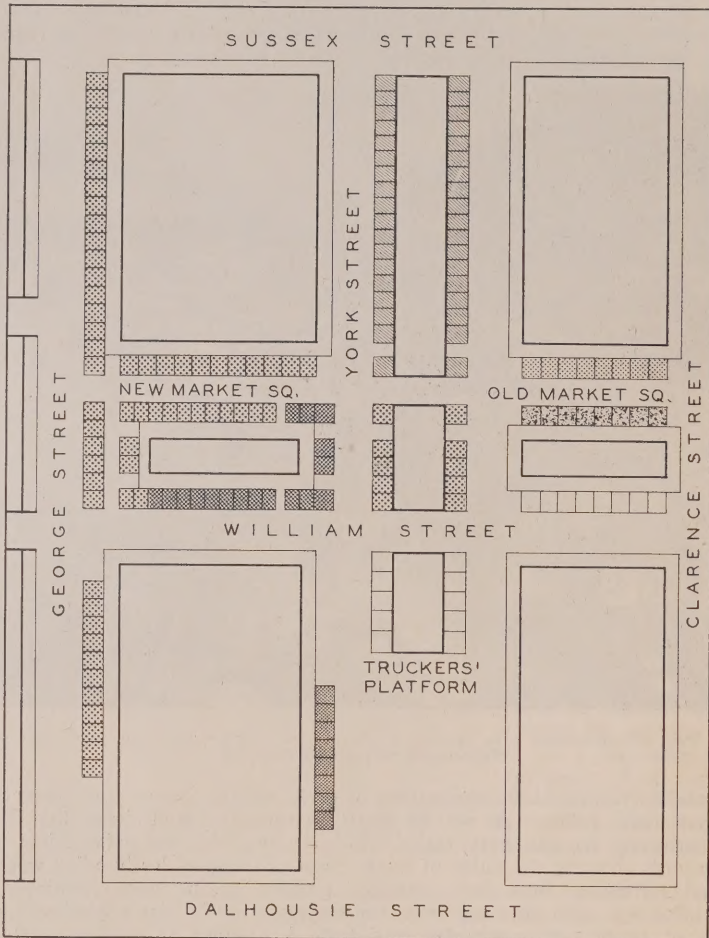 SUSSEX STREET
YORK STREET
NEW MARKET SQ.
OLD MARKET SQ.
GEORGE STREET
CLARENCE STREET
WILLIAM STREET
TRUCKERS'
PLATFORM
DALHOUSIE STREET